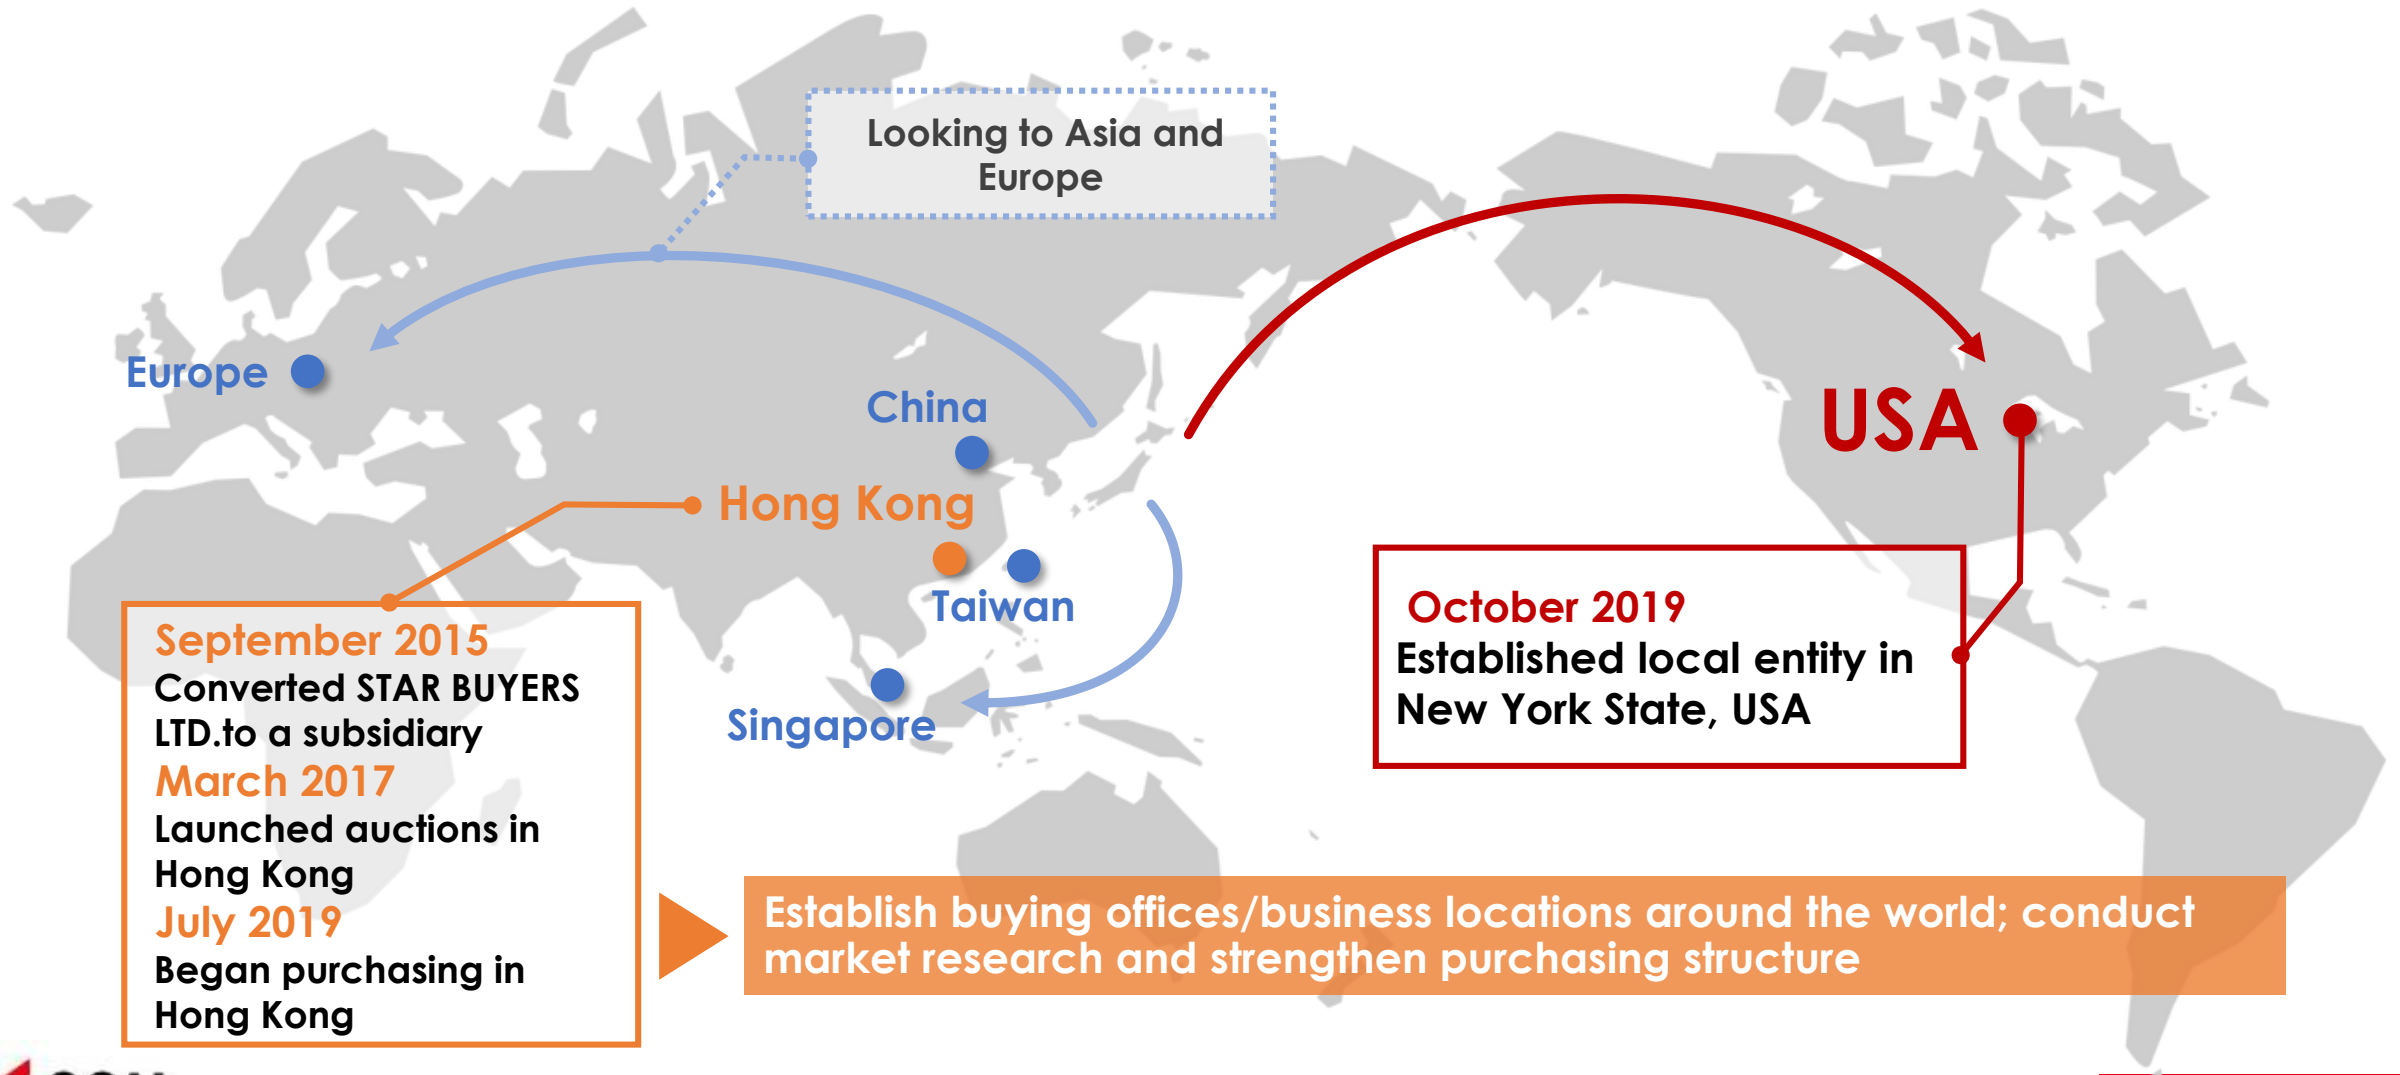 Looking to Asia and
Europe
Europe
China
USA
Hong Kong
Taiwan
Singapore
September 2015
Converted STAR BUYERS
LTD.to a subsidiary
March 2017
Launched auctions in
Hong Kong
July 2019
Began purchasing in
Hong Kong
October 2019
Established local entity in
New York State, USA
Establish buying offices/business locations around the world; conduct
market research and strengthen purchasing structure